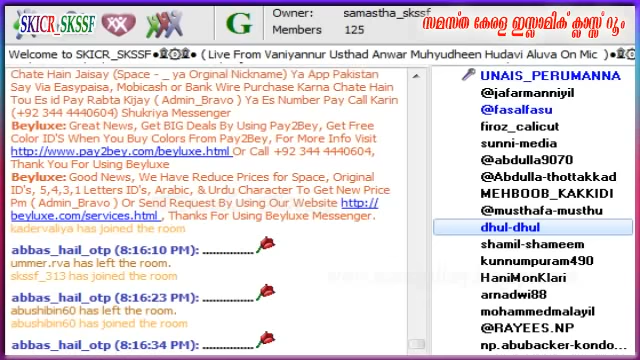 SKICR_SKSSF
G
Owner: samastha_skssf
Members 125
സമസ്ത കേരള ഇസ്ലാമിക് ക്ലാസ്സ് റൂം
Welcome to SKICR_SKSSF ( Live From Vaniyannur Usthad Anwar Muhyudheen Hudavi Aluva On Mic )
Chate Hain Jaisay (Space - _ ya Orginal Nickname) Ya App Pakistan
Say Via Easypaisa, Mobicash or Bank Wire Purchase Karna Chate Hain
Tou Es id Pay Rabta Kijay ( Admin_Bravo ) Ya Es Number Pay Call Karin
(+92 344 4440604) Shukriya Messenger
Beyluxe: Great News, Get BIG Deals By Using Pay2Bey, Get Free
Color ID'S When You Buy Colors From Pay2Bey, For More Info Visit
http://www.pay2bey.com/beyluxe.html Or Call +92 344 4440604,
Thank You For Using Beyluxe
Beyluxe: Good News, We Have Reduce Prices for Space, Original
ID's, 5,4,3,1 Letters ID's, Arabic, & Urdu Character To Get New Price
Pm ( Admin_Bravo ) Or Send Request By Using Our Website http://
beyluxe.com/services.html , Thanks For Using Beyluxe Messenger.
kadervaliya has joined the room
abbas_hail_otp (8:16:10 PM): ...............
ummer.rva has left the room.
skssf_313 has joined the room
abbas_hail_otp (8:16:23 PM): ...............
abushibin60 has left the room.
abushibin60 has joined the room
abbas_hail_otp (8:16:34 PM): ...............
UNAIS_PERUMANNA
@jafarmanniyil
@fasalfasu
firoz_calicut
sunni-media
@abdulla9070
@Abdulla-thottakkad
MEHBOOB_KAKKIDI
@musthafa-musthu
dhul-dhul
shamil-shameem
kunnumpuram490
HaniMonKlari
arnadwi88
mohammedmalayil
@RAYEES.NP
np.abubacker-kondo...